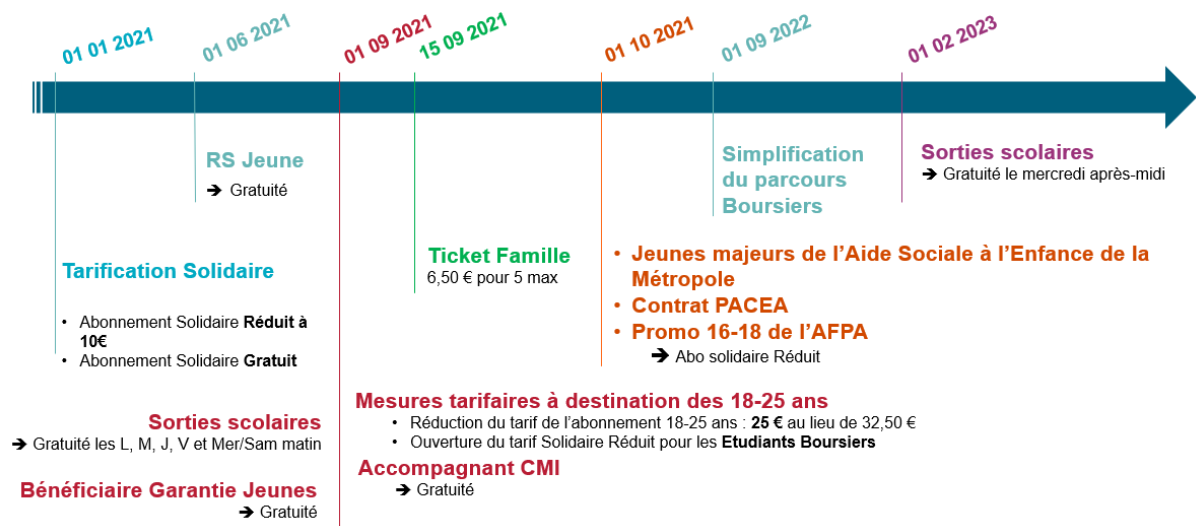 01 01 2021
01 06 2021
01 09 2021
15 09 2021
01 10 2021
01 09 2022
01 02 2023
RS Jeune
➔ Gratuité
Simplification
du parcours
Boursiers
Sorties scolaires
➔ Gratuité le mercredi après-midi
Tarification Solidaire
• Abonnement Solidaire Réduit à
10€
• Abonnement Solidaire Gratuit
Ticket Famille
6,50 € pour 5 max
• Jeunes majeurs de l’Aide Sociale à l’Enfance de la
Métropole
• Contrat PACEA
• Promo 16-18 de l’AFPA
➔ Abo solidaire Réduit
Sorties scolaires
➔ Gratuité les L, M, J, V et Mer/Sam matin
Bénéficiaire Garantie Jeunes
➔ Gratuité
Mesures tarifaires à destination des 18-25 ans
• Réduction du tarif de l’abonnement 18-25 ans : 25 € au lieu de 32,50 €
• Ouverture du tarif Solidaire Réduit pour les Etudiants Boursiers
Accompagnant CMI
➔ Gratuité